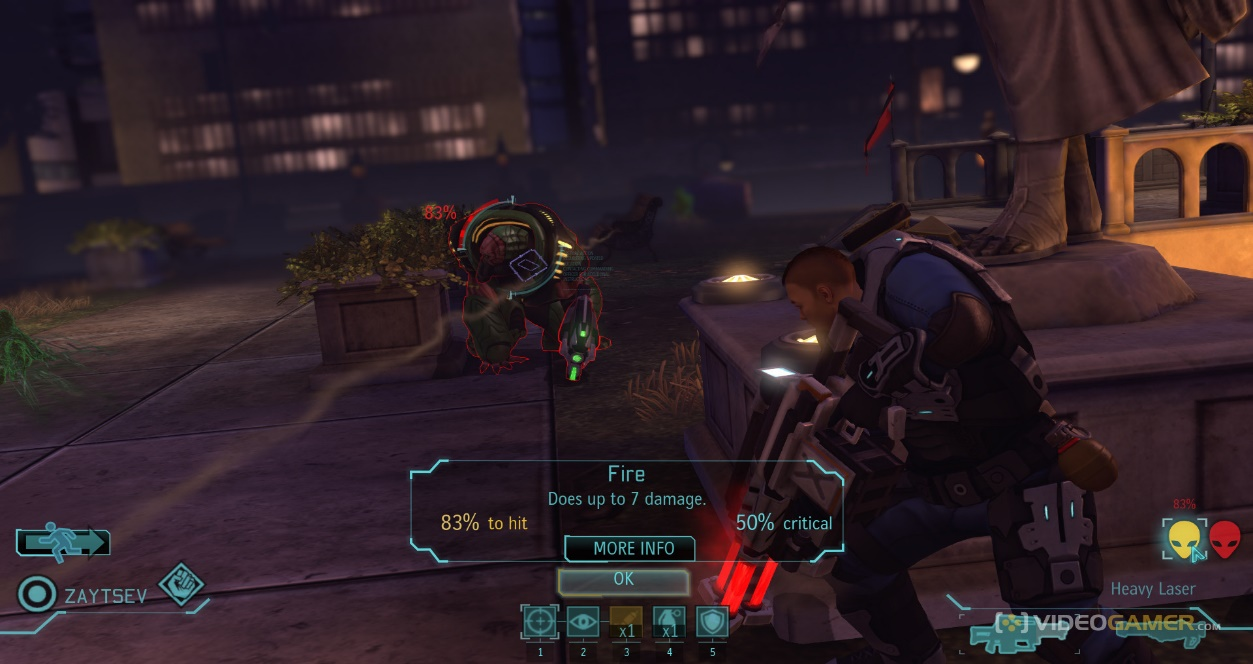 83%
Fire
Does up to 7 damage.
83% to hit
50% critical
MORE INFO
OK
83%
ZAYTSEV
Heavy Laser
x1
x1
1
2
3
4
5
VIDEOGAMER.COM